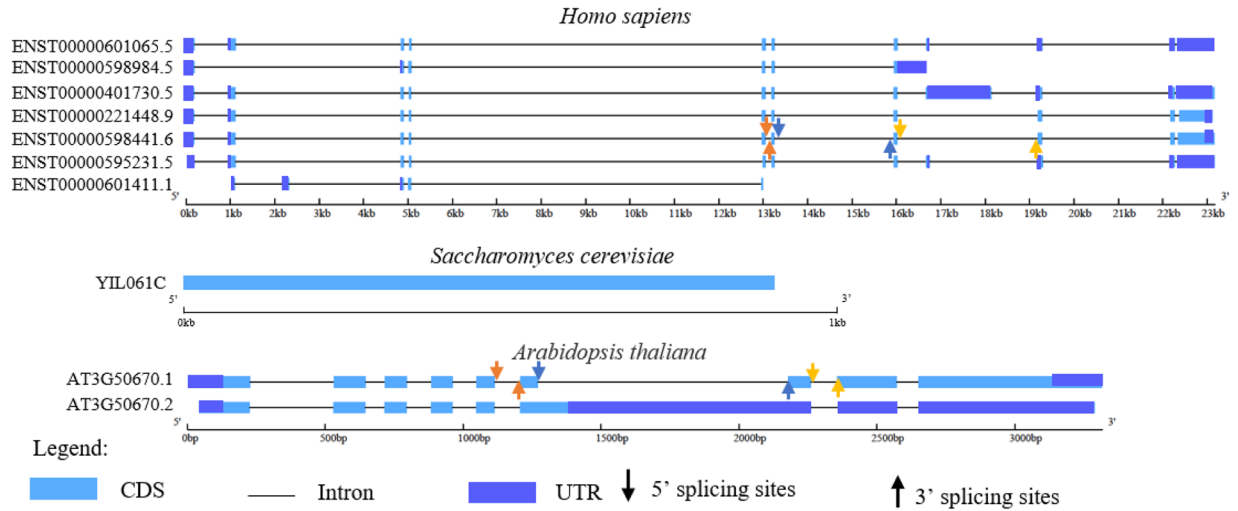 Homo sapiens
ENST00000601065.5
ENST00000598984.5
ENST00000401730.5
ENST00000221448.9
ENST00000598441.6
ENST00000595231.5
ENST00000601411.1
5' 3'
0kb 1kb 2kb 3kb 4kb 5kb 6kb 7kb 8kb 9kb 10kb 11kb 12kb 13kb 14kb 15kb 16kb 17kb 18kb 19kb 20kb 21kb 22kb 23kb
Saccharomyces cerevisiae
YIL061C
5' 3'
0kb 1kb
Arabidopsis thaliana
AT3G50670.1
AT3G50670.2
5' 3'
0bp 500bp 1000bp 1500bp 2000bp 2500bp 3000bp
Legend:
CDS Intron UTR 5’ splicing sites 3’ splicing sites